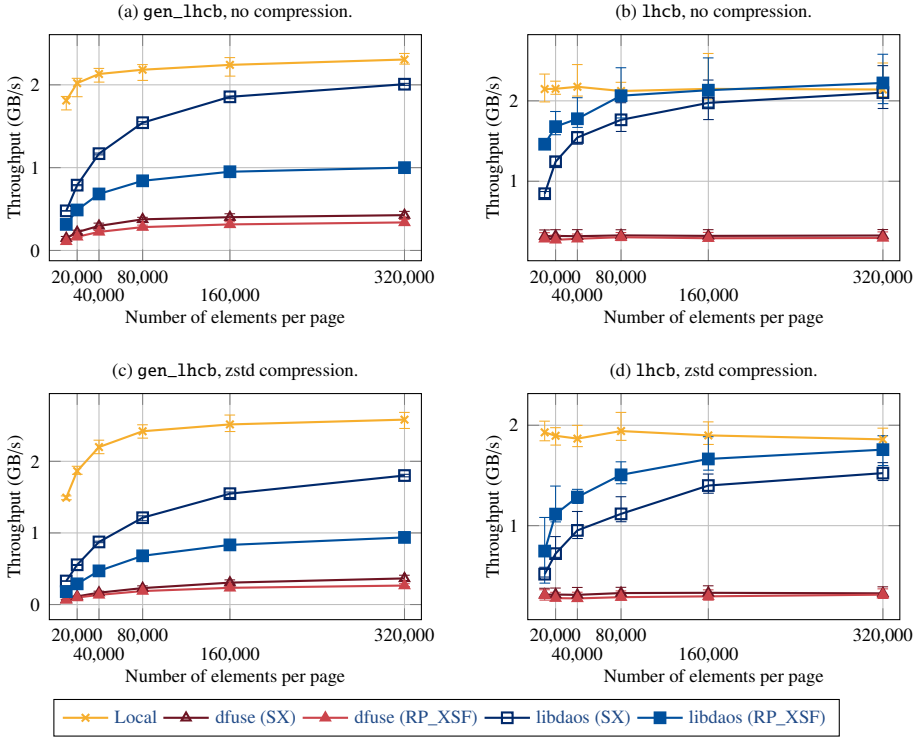 (a) gen_lhcb, no compression.
Throughput (GB/s)
2
1
0
20,000 80,000 320,000
40,000 160,000
Number of elements per page
(b) lhcb, no compression.
Throughput (GB/s)
2
1
20,000 80,000 320,000
40,000 160,000
Number of elements per page
(c) gen_lhcb, zstd compression.
Throughput (GB/s)
2
1
0
20,000 80,000 320,000
40,000 160,000
Number of elements per page
(d) lhcb, zstd compression.
Throughput (GB/s)
2
1
20,000 80,000 320,000
40,000 160,000
Number of elements per page
Local dfuse (SX) dfuse (RP_XSF) libdaos (SX) libdaos (RP_XSF)